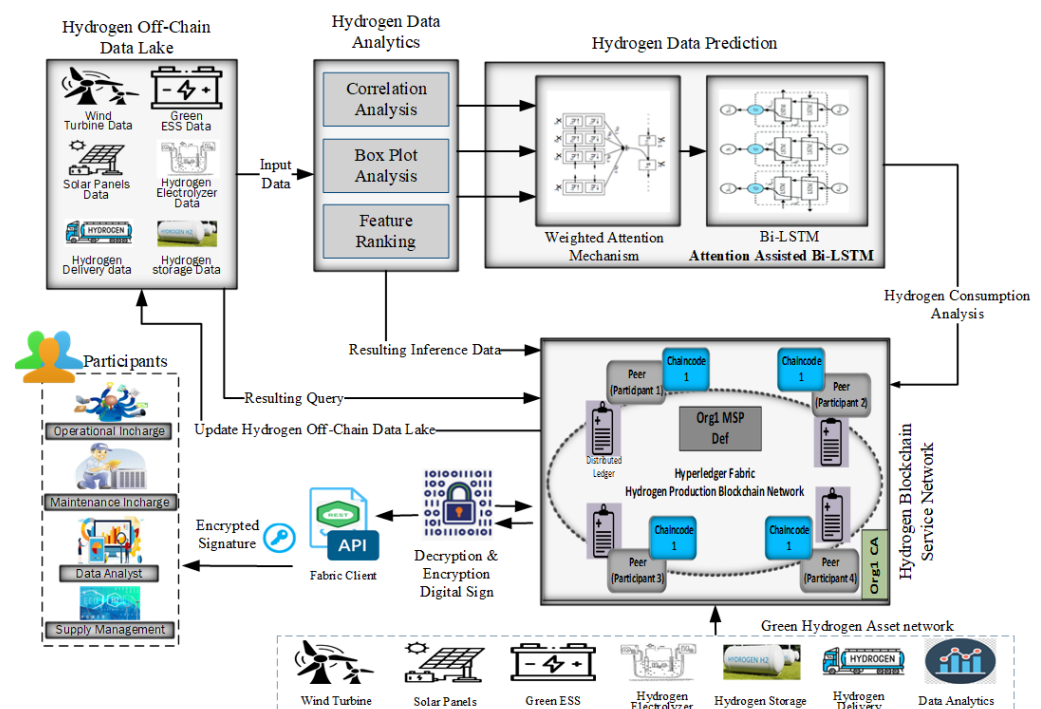 Hydrogen Off-Chain
Data Lake
Wind
Turbine Data
Green
ESS Data
Solar Panels
Data
Hydrogen
Electrolyzer
Data
HYDROGEN
HYDROGEN H2
Hydrogen
Delivery data
Hydrogen
storage Data
Input
Data
Hydrogen Data
Analytics
Correlation
Analysis
Box Plot
Analysis
Feature
Ranking
Hydrogen Data Prediction
Weighted Attention
Mechanism
Bi-LSTM
Attention Assisted Bi-LSTM
Hydrogen Consumption
Analysis
Resulting Inference Data
Resulting Query
Update Hydrogen Off-Chain Data Lake
Participants
Operational Incharge
Maintenance Incharge
Data Analyst
Supply Management
Encrypted
Signature
REST
API
Fabric Client
Decryption &
Encryption
Digital Sign
Chaincode
1
Peer
(Participant 1)
Chaincode
1
Peer
(Participant 2)
Org1 MSP
Def
Distributed
Ledger
Hyperledger Fabric
Hydrogen Production Blockchain Network
Chaincode
1
Peer
(Participant 3)
Chaincode
1
Peer
(Participant 4)
Org1 CA
Hydrogen Blockchain
Service Network
Green Hydrogen Asset network
HYDROGEN H2
HYDROGEN
Wind Turbine
Solar Panels
Green ESS
Hydrogen
Electrolyzer
Hydrogen Storage
Hydrogen
Delivery
Data Analytics